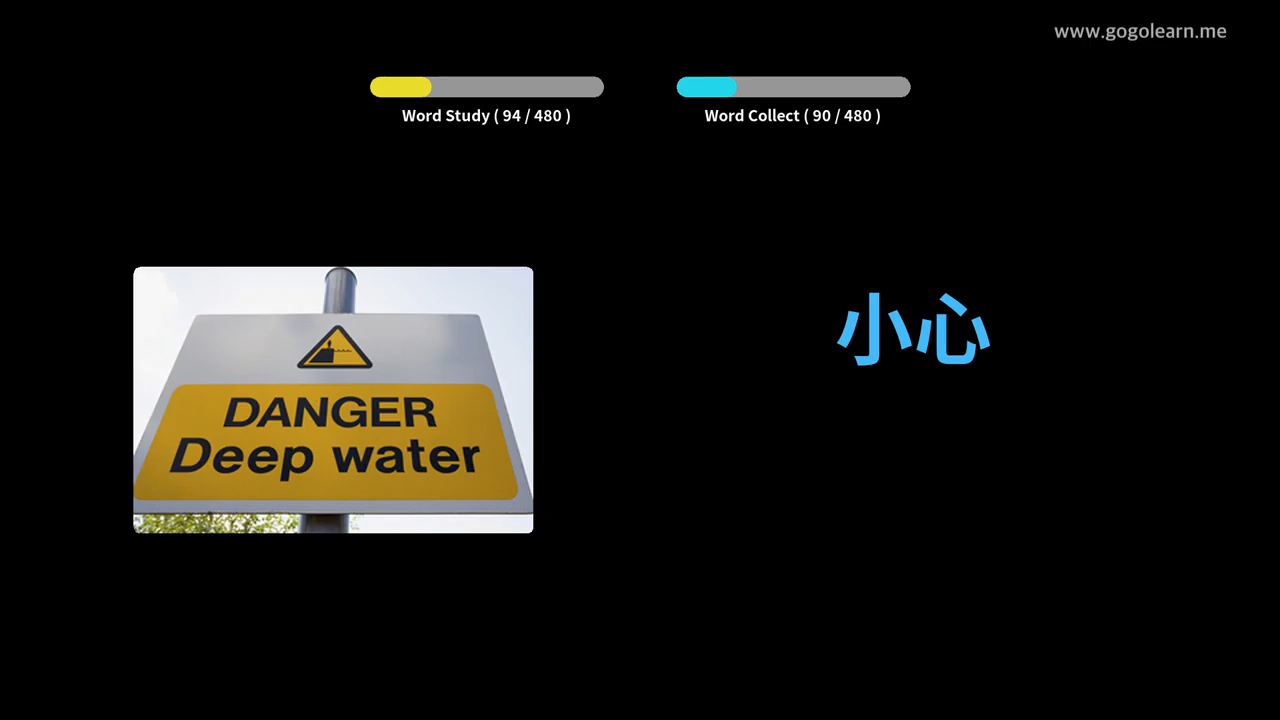 www.gogolearn.me
Word Study ( 94 / 480 )
Word Collect ( 90 / 480 )
小心
DANGER
Deep water